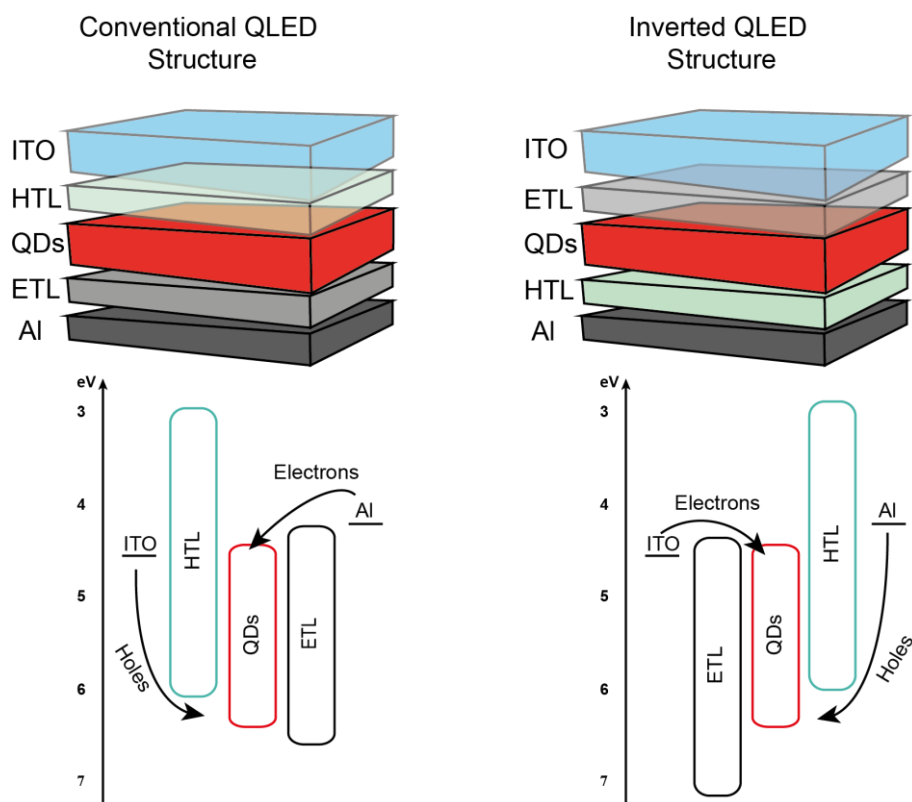 Conventional QLED
Structure
ITO
HTL
QDs
ETL
Al
eV
3
4
5
6
7
ITO
Holes
HTL
QDs
ETL
Electrons
Al
Inverted QLED
Structure
ITO
ETL
QDs
HTL
Al
eV
3
4
5
6
7
Electrons
ITO
ETL
QDs
HTL
Al
Holes